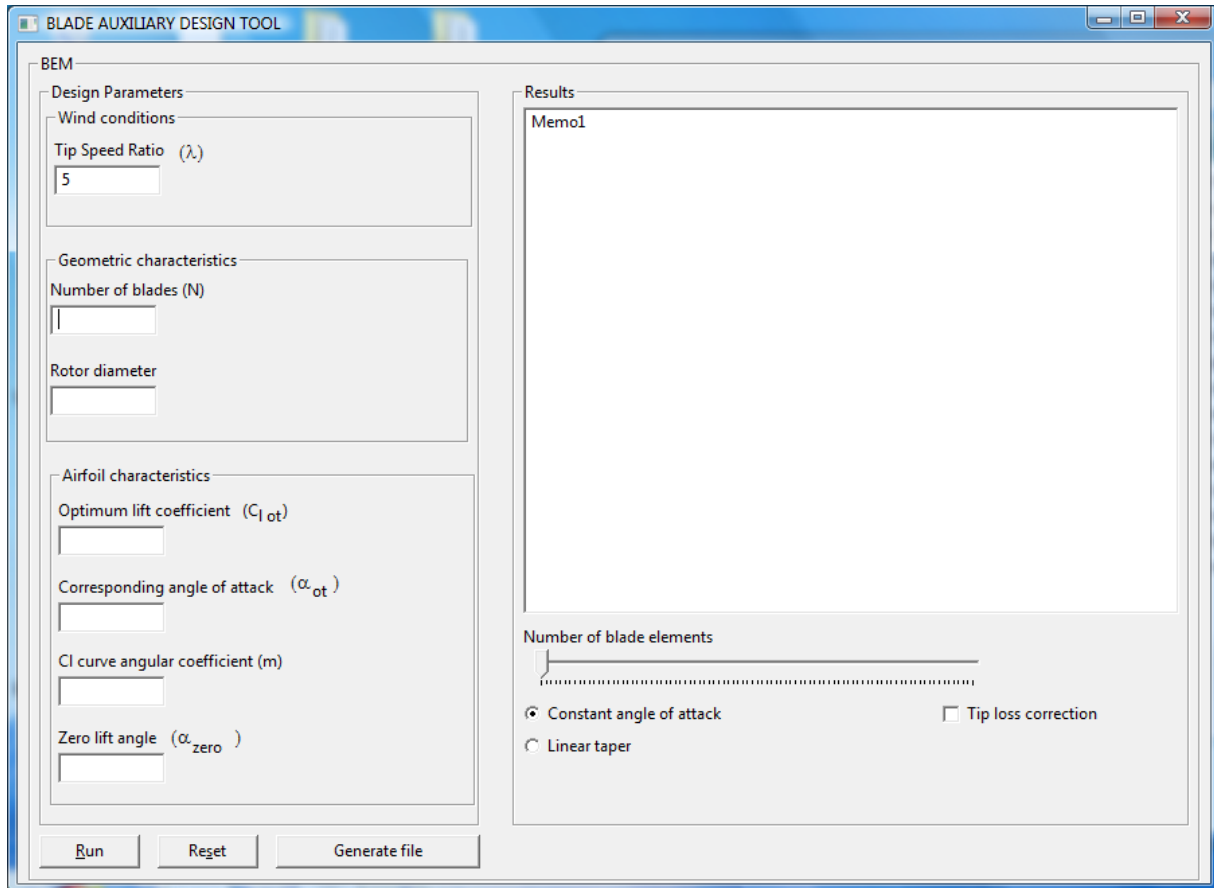 BLADE AUXILIARY DESIGN TOOL
BEM
Design Parameters
Wind conditions
Tip Speed Ratio (λ)
5
Geometric characteristics
Number of blades (N)
Rotor diameter
Airfoil characteristics
Optimum lift coefficient (Cl ot)
Corresponding angle of attack (αot )
Cl curve angular coefficient (m)
Zero lift angle (αzero )
Run Reset Generate file
Results
Memo1
Number of blade elements
Constant angle of attack Tip loss correction
Linear taper